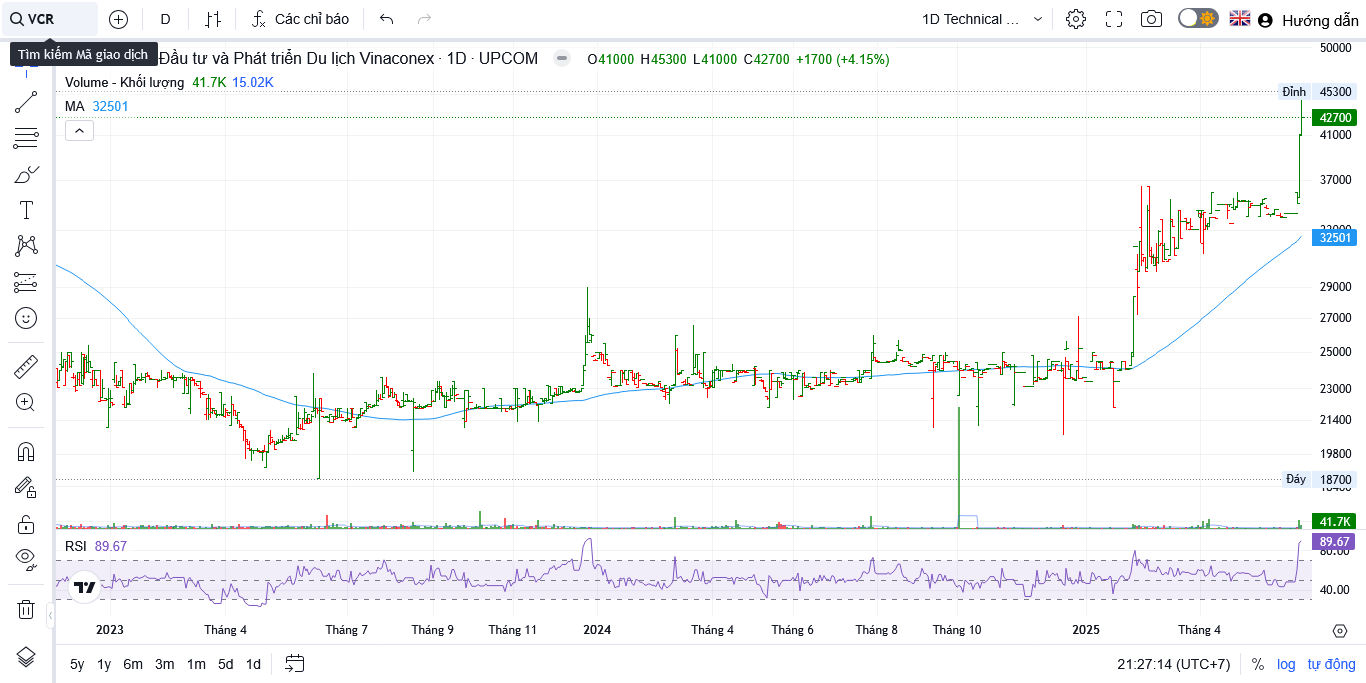 VCR D Các chỉ báo 1D Technical ... Hướng dẫn
Tìm kiếm Mã giao dịch
Đầu tư và Phát triển Du lịch Vinaconex · 1D · UPCOM O41000 H45300 L41000 C42700 +1700 (+4.15%)
Volume - Khối lượng 41.7K 15.02K
MA 32501
50000
Đỉnh 45300
42700
41000
37000
32501
29000
27000
25000
23000
21400
19800
Đáy 18700
41.7K
RSI 89.67
89.67
80.00
40.00
2023 Tháng 4 Tháng 7 Tháng 9 Tháng 11 2024 Tháng 4 Tháng 6 Tháng 8 Tháng 10 2025 Tháng 4
5y 1y 6m 3m 1m 5d 1d 21:27:14 (UTC+7) % log tự động